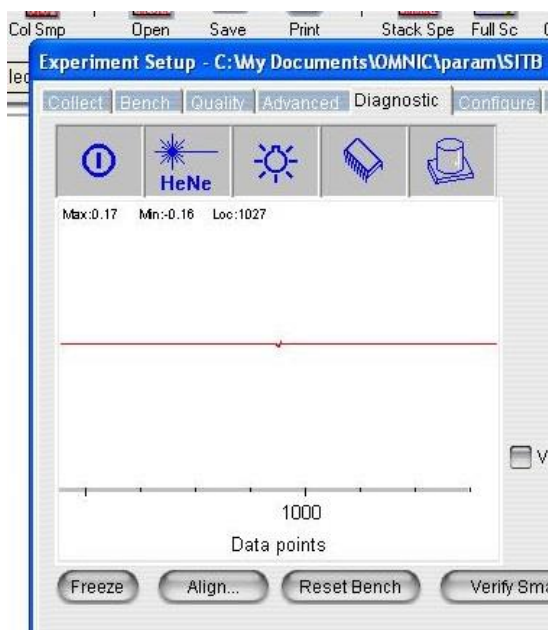 Col Smp Open Save Print Stack Spe Full Sc
Experiment Setup - C:\My Documents\OMNIC\param\SITB
Collect Bench Quality Advanced Diagnostic Configure
HeNe
Max:0.17 Min:-0.16 Loc:1027
1000
Data points
Freeze Align... Reset Bench Verify Sma